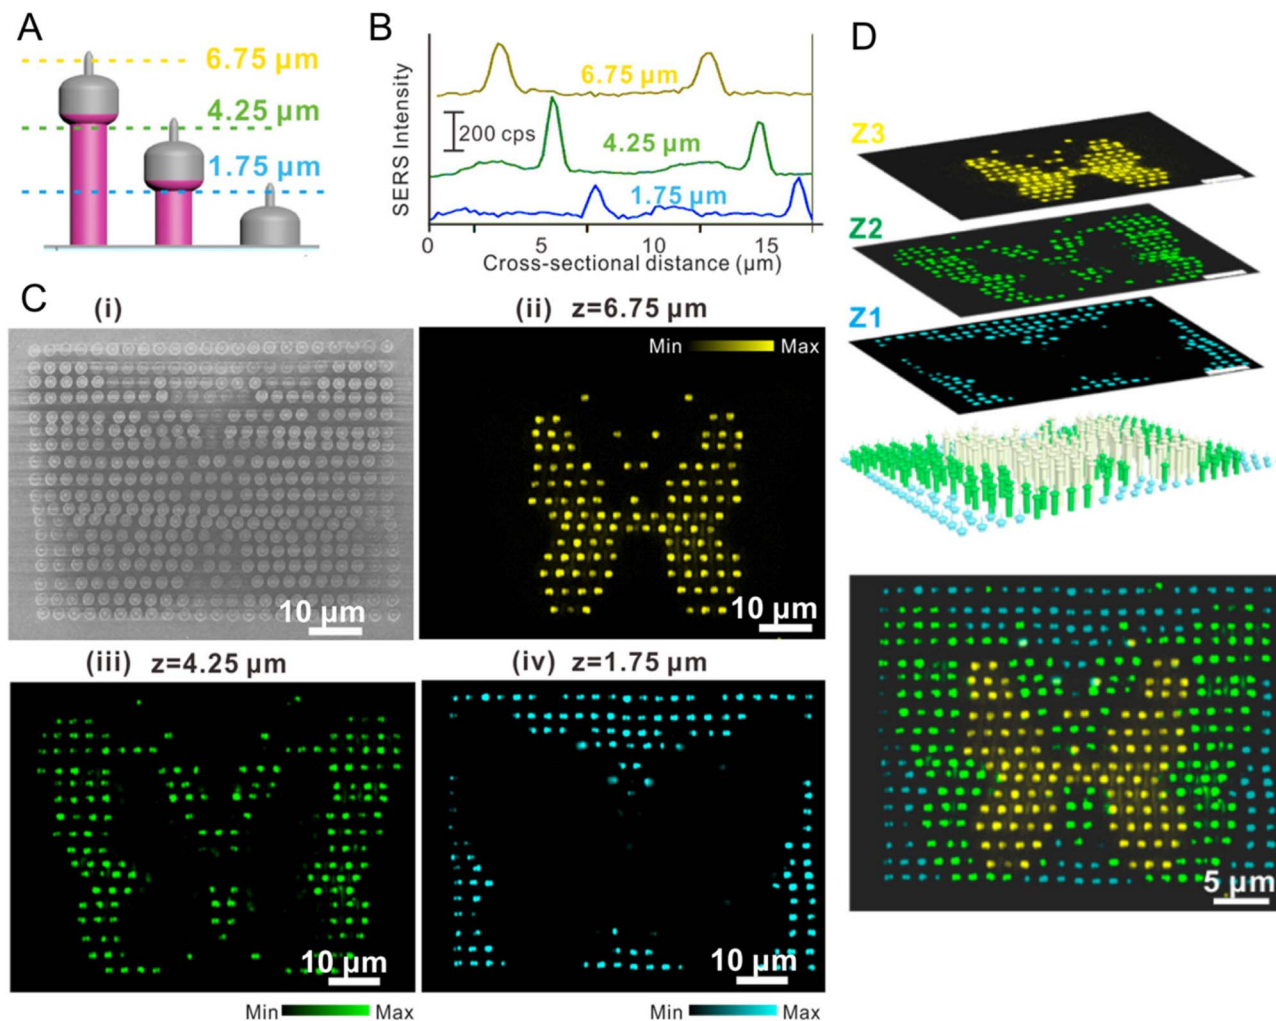 A
6.75 µm
4.25 µm
1.75 µm
B
SERS Intensity
6.75 µm
200 cps
4.25 µm
1.75 µm
0 5 10 15
Cross-sectional distance (µm)
C
(i)
10 µm
(ii) z=6.75 µm
Min Max
10 µm
(iii) z=4.25 µm
10 µm
Min Max
(iv) z=1.75 µm
10 µm
Min Max
D
Z3
Z2
Z1
5 µm